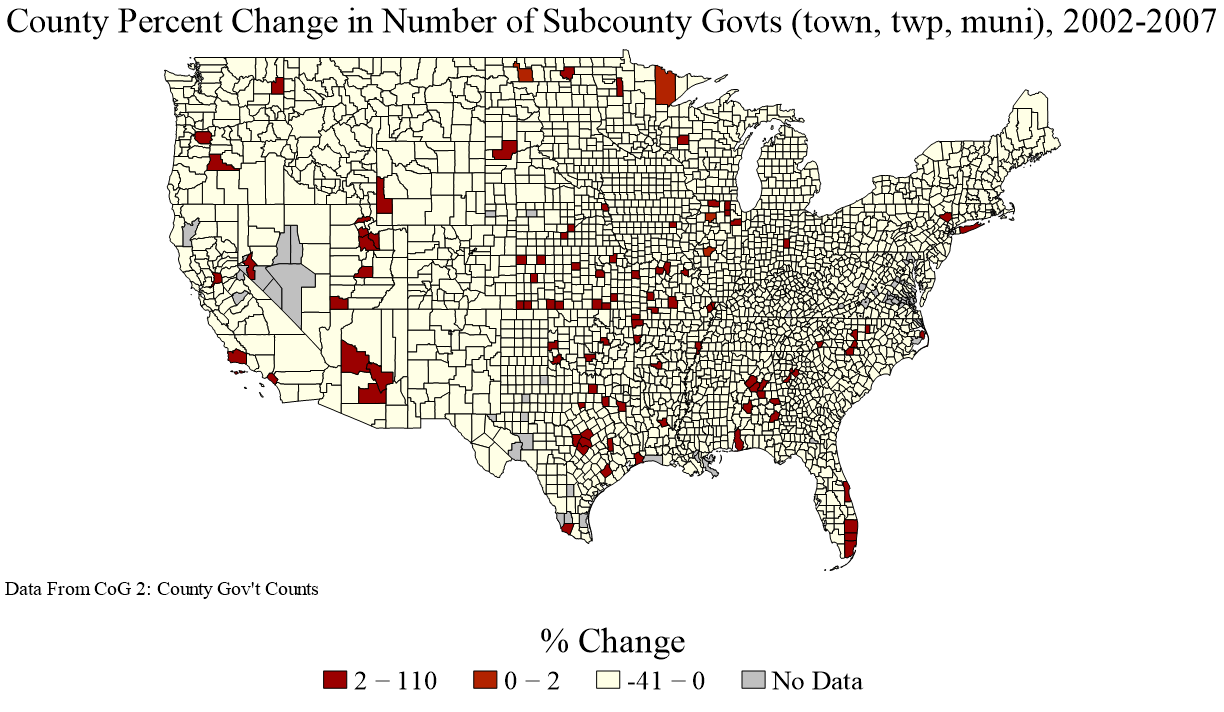 County Percent Change in Number of Subcounty Govts (town, twp, muni), 2002-2007
Data From CoG 2: County Gov't Counts
% Change
2 − 110 0 − 2 -41 − 0 No Data